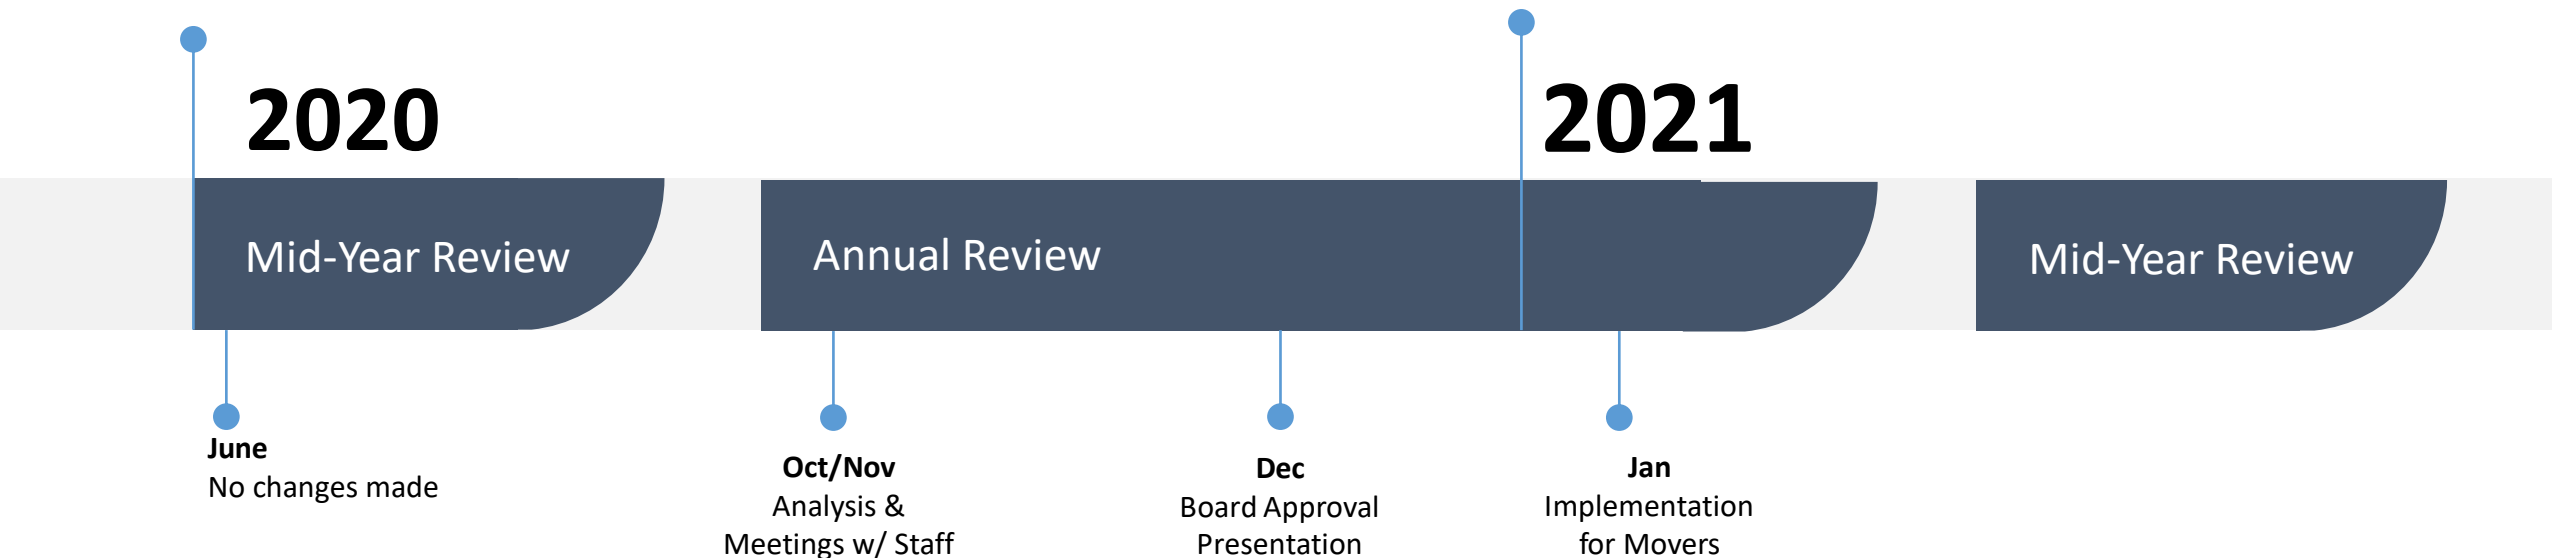 2020
2021
Mid-Year Review
Annual Review
Mid-Year Review
June
No changes made
Oct/Nov
Analysis &
Meetings w/ Staff
Dec
Board Approval
Presentation
Jan
Implementation
for Movers